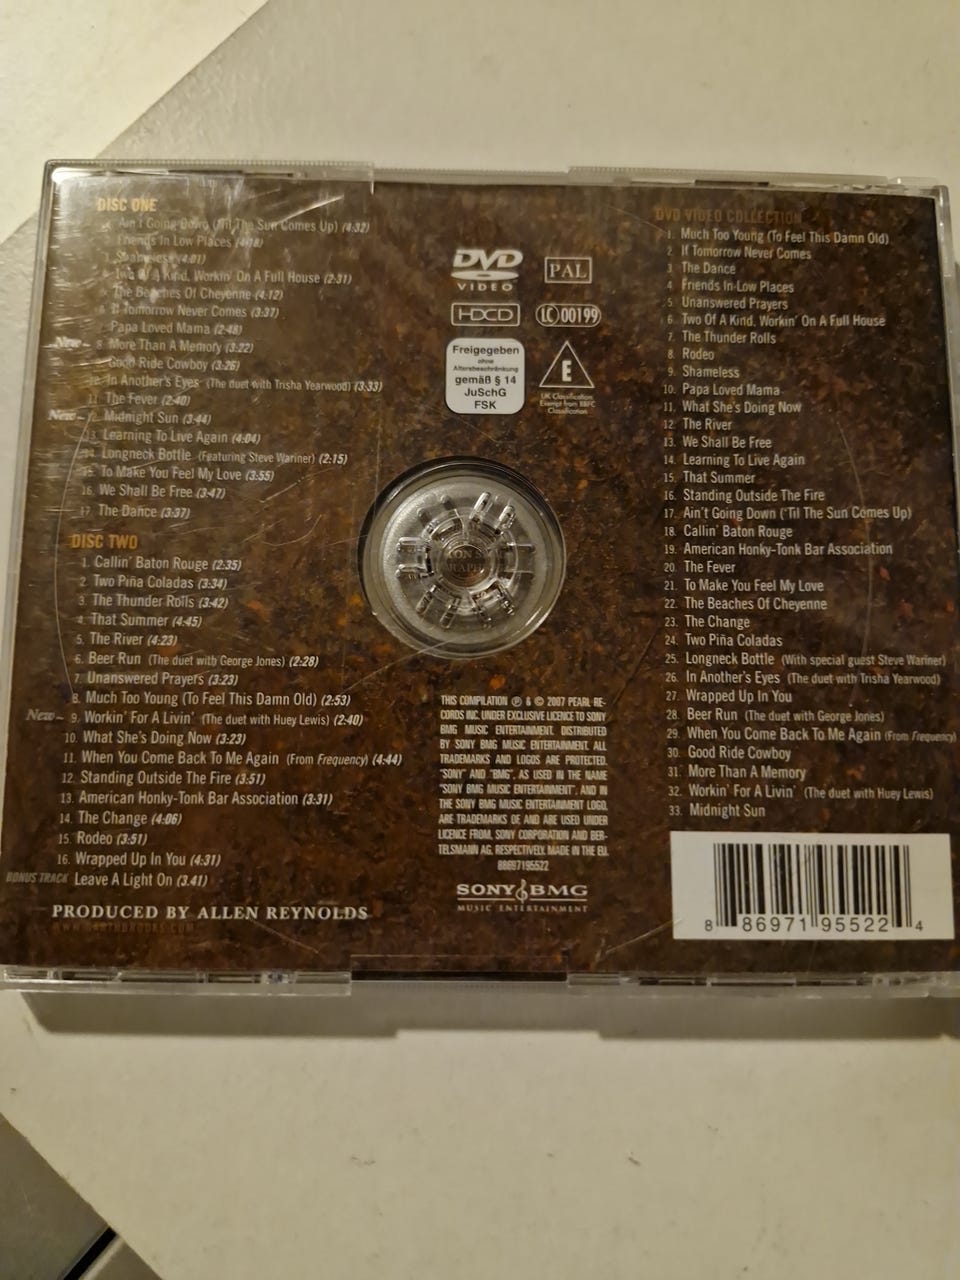 DISC ONE
1. Ain't Going Down ('Til The Sun Comes Up) (4:32)
2. Friends In Low Places (4:18)
3. Shameless (4:01)
4. Two Of A Kind, Workin' On A Full House (2:31)
5. The Beaches Of Cheyenne (4:12)
6. If Tomorrow Never Comes (3:37)
7. Papa Loved Mama (2:48)
New~ 8. More Than A Memory (3:22)
9. Good Ride Cowboy (3:26)
10. In Another's Eyes (The duet with Trisha Yearwood) (3:33)
11. The Fever (2:40)
New~ 12. Midnight Sun (3:44)
13. Learning To Live Again (4:04)
14. Longneck Bottle (Featuring Steve Wariner) (2:15)
15. To Make You Feel My Love (3:55)
16. We Shall Be Free (3:47)
17. The Dance (3:37)
DISC TWO
1. Callin' Baton Rouge (2:35)
2. Two Piña Coladas (3:34)
3. The Thunder Rolls (3:42)
4. That Summer (4:45)
5. The River (4:23)
6. Beer Run (The duet with George Jones) (2:28)
7. Unanswered Prayers (3:23)
8. Much Too Young (To Feel This Damn Old) (2:53)
New~ 9. Workin' For A Livin' (The duet with Huey Lewis) (2:40)
10. What She's Doing Now (3:23)
11. When You Come Back To Me Again (From Frequency) (4:44)
12. Standing Outside The Fire (3:51)
13. American Honky-Tonk Bar Association (3:31)
14. The Change (4:06)
15. Rodeo (3:51)
16. Wrapped Up In You (4:31)
BONUS TRACK Leave A Light On (3.41)
PRODUCED BY ALLEN REYNOLDS
WWW.GARTHBROOKS.COM
DVD
VIDEO
PAL
HDCD
LC 00199
Freigegeben
ohne
Altersbeschränkung
gemäß § 14
JuSchG
FSK
E
UK Classification
Exempt from BBFC
Classification
THIS COMPILATION ℗ & © 2007 PEARL RE-
CORDS INC. UNDER EXCLUSIVE LICENCE TO SONY
BMG MUSIC ENTERTAINMENT. DISTRIBUTED
BY SONY BMG MUSIC ENTERTAINMENT. ALL
TRADEMARKS AND LOGOS ARE PROTECTED.
"SONY" AND "BMG", AS USED IN THE NAME
"SONY BMG MUSIC ENTERTAINMENT", AND IN
THE SONY BMG MUSIC ENTERTAINMENT LOGO,
ARE TRADEMARKS OF AND ARE USED UNDER
LICENCE FROM, SONY CORPORATION AND BER-
TELSMANN AG, RESPECTIVELY. MADE IN THE EU.
88697195522
SONY BMG
MUSIC ENTERTAINMENT
DVD VIDEO COLLECTION
1. Much Too Young (To Feel This Damn Old)
2. If Tomorrow Never Comes
3. The Dance
4. Friends In Low Places
5. Unanswered Prayers
6. Two Of A Kind, Workin' On A Full House
7. The Thunder Rolls
8. Rodeo
9. Shameless
10. Papa Loved Mama
11. What She's Doing Now
12. The River
13. We Shall Be Free
14. Learning To Live Again
15. That Summer
16. Standing Outside The Fire
17. Ain't Going Down ('Til The Sun Comes Up)
18. Callin' Baton Rouge
19. American Honky-Tonk Bar Association
20. The Fever
21. To Make You Feel My Love
22. The Beaches Of Cheyenne
23. The Change
24. Two Piña Coladas
25. Longneck Bottle (With special guest Steve Wariner)
26. In Another's Eyes (The duet with Trisha Yearwood)
27. Wrapped Up In You
28. Beer Run (The duet with George Jones)
29. When You Come Back To Me Again (From Frequency)
30. Good Ride Cowboy
31. More Than A Memory
32. Workin' For A Livin' (The duet with Huey Lewis)
33. Midnight Sun
8 86971 95522 4